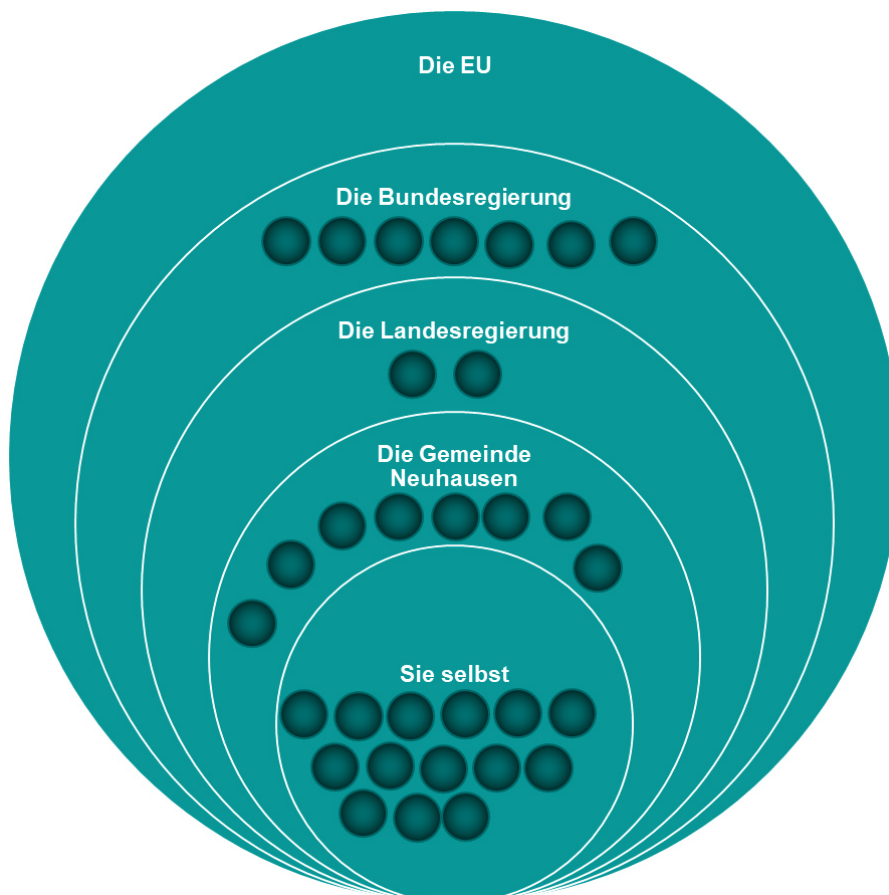 Die EU
Die Bundesregierung
Die Landesregierung
Die Gemeinde
Neuhausen
Sie selbst